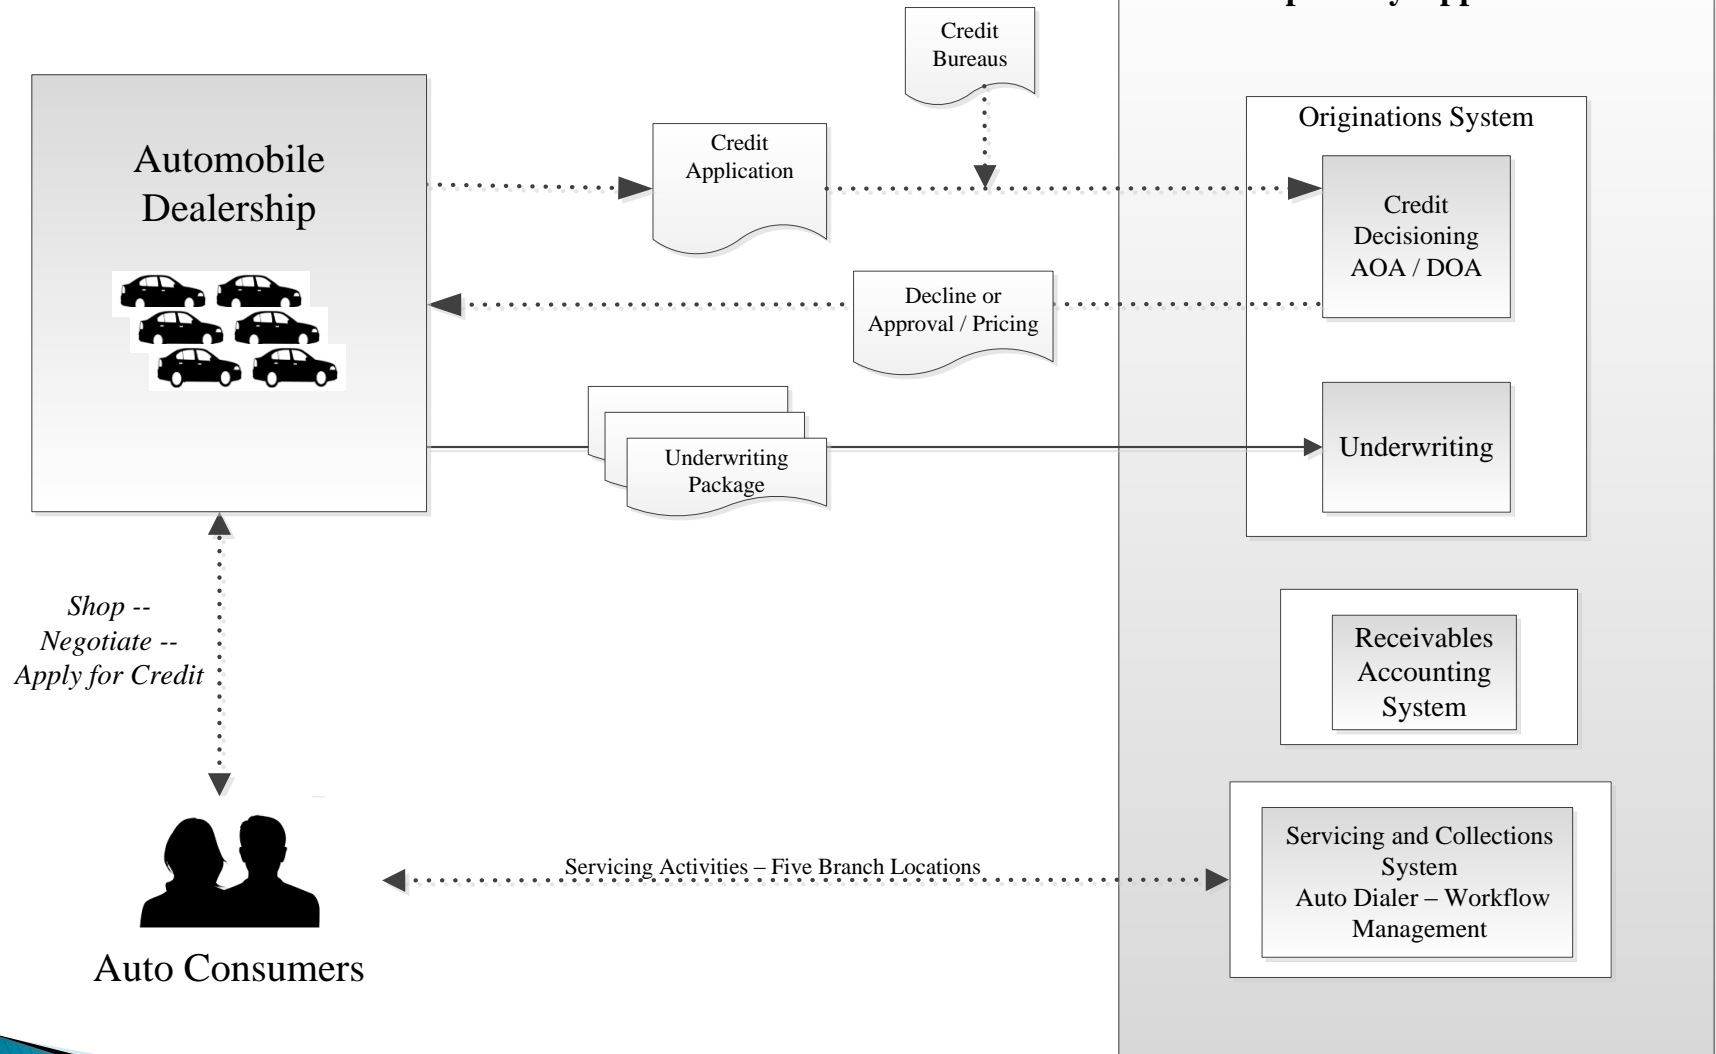 Credit
Bureaus
Originations System
Automobile
Dealership
Credit
Application
Credit
Decisioning
AOA / DOA
Decline or
Approval / Pricing
Underwriting
Package
Underwriting
Shop --
Negotiate --
Apply for Credit
Receivables
Accounting
System
Servicing Activities – Five Branch Locations
Servicing and Collections
System
Auto Dialer – Workflow
Management
Auto Consumers